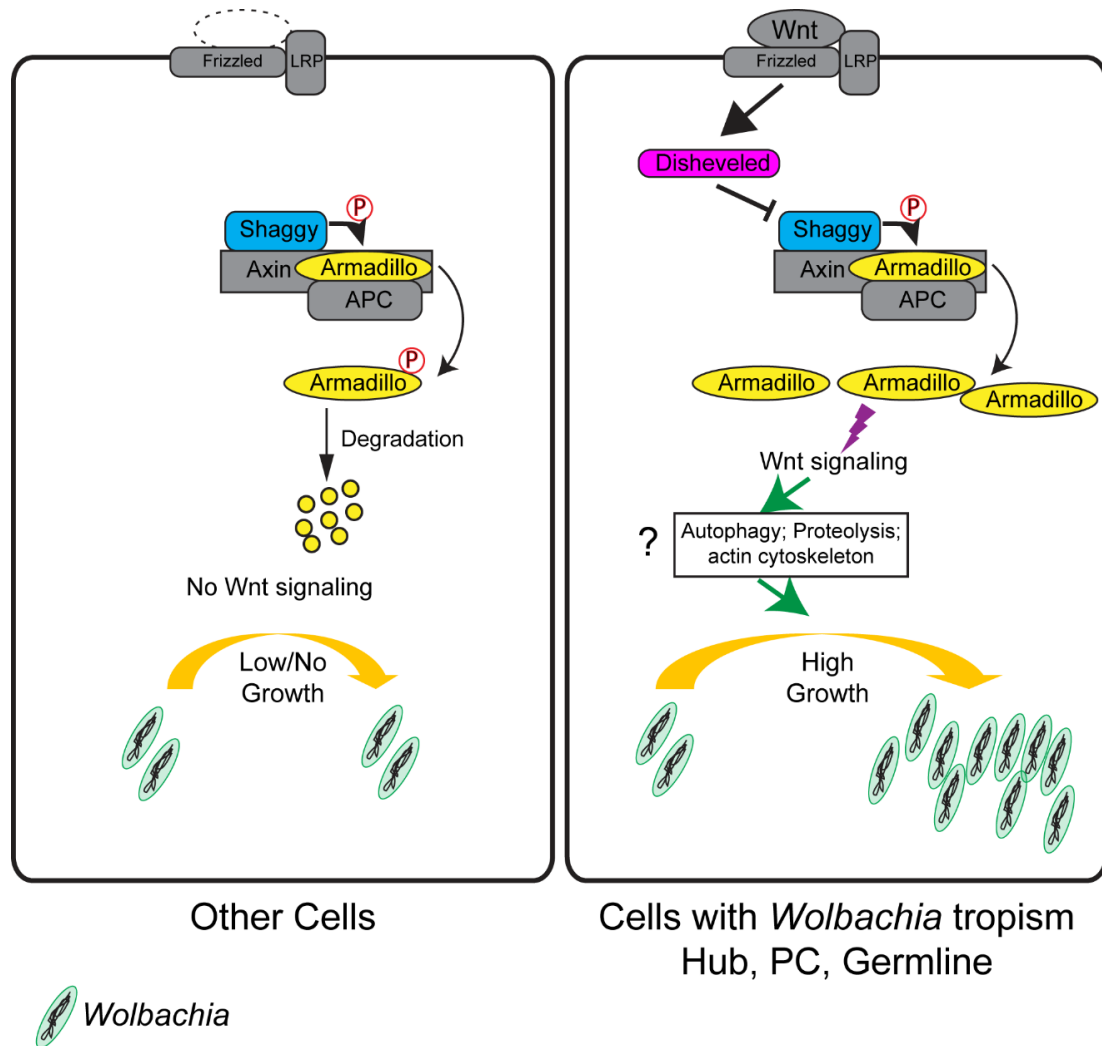 Frizzled
LRP
P
Shaggy
Axin
Armadillo
APC
P
Armadillo
Degradation
No Wnt signaling
Low/No
Growth
Other Cells
Wnt
Frizzled
LRP
Disheveled
P
Shaggy
Axin
Armadillo
APC
Armadillo
Armadillo
Armadillo
Wnt signaling
?
Autophagy; Proteolysis;
actin cytoskeleton
High
Growth
Cells with Wolbachia tropism
Hub, PC, Germline
Wolbachia